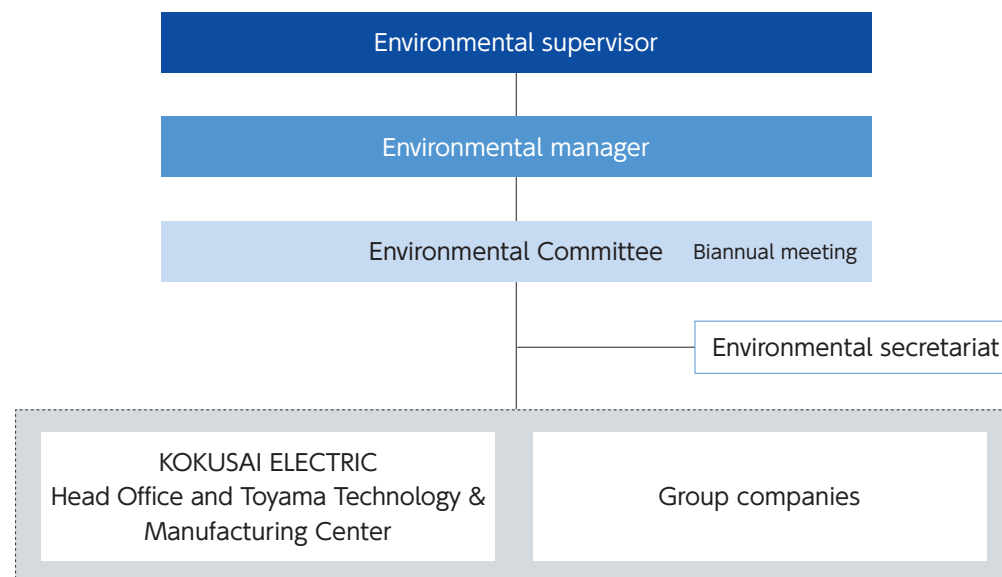 Environmental supervisor
Environmental manager
Environmental Committee Biannual meeting
Environmental secretariat
KOKUSAI ELECTRIC
Head Office and Toyama Technology &
Manufacturing Center
Group companies